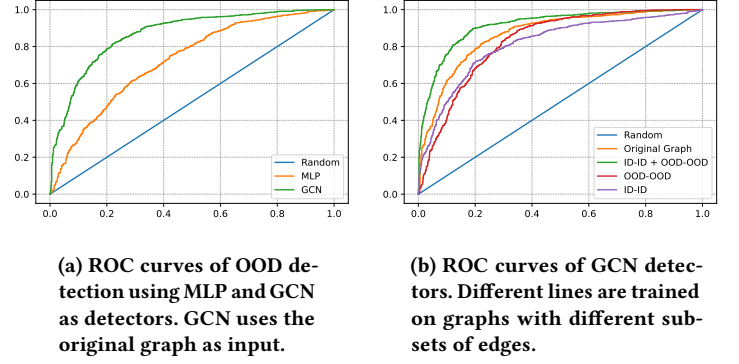 1.0
0.8
0.6
0.4
0.2
0.0
0.0 0.2 0.4 0.6 0.8 1.0
Random
MLP
GCN
(a) ROC curves of OOD de-
tection using MLP and GCN
as detectors. GCN uses the
original graph as input.
1.0
0.8
0.6
0.4
0.2
0.0
0.0 0.2 0.4 0.6 0.8 1.0
Random
Original Graph
ID-ID + OOD-OOD
OOD-OOD
ID-ID
(b) ROC curves of GCN detec-
tors. Different lines are trained
on graphs with different sub-
sets of edges.